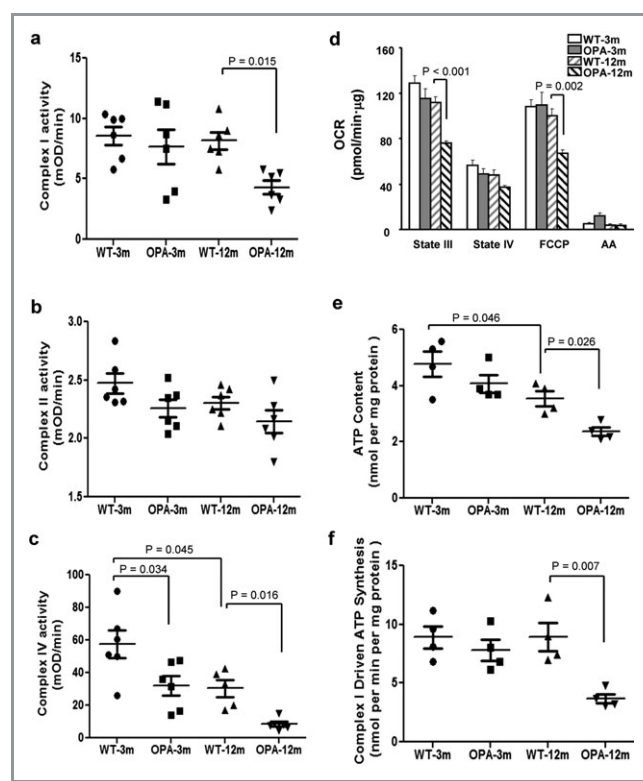 a
P = 0.015
Complex I activity
(mOD/min)
15
10
5
0
WT-3m OPA-3m WT-12m OPA-12m
b
Complex II activity
(mOD/min)
3.0
2.5
2.0
1.5
WT-3m OPA-3m WT-12m OPA-12m
c
P = 0.045
P = 0.034
P = 0.016
Complex IV activity
(mOD/min)
100
80
60
40
20
0
WT-3m OPA-3m WT-12m OPA-12m
d
WT-3m
OPA-3m
WT-12m
OPA-12m
P < 0.001
P = 0.002
OCR
(pmol/min·µg)
180
120
60
0
State III State IV FCCP AA
e
P = 0.046
P = 0.026
ATP Content
(nmol per mg protein)
6
4
2
0
WT-3m OPA-3m WT-12m OPA-12m
f
P = 0.007
Complex I Driven ATP Synthesis
(nmol per min per mg protein)
15
10
5
0
WT-3m OPA-3m WT-12m OPA-12m